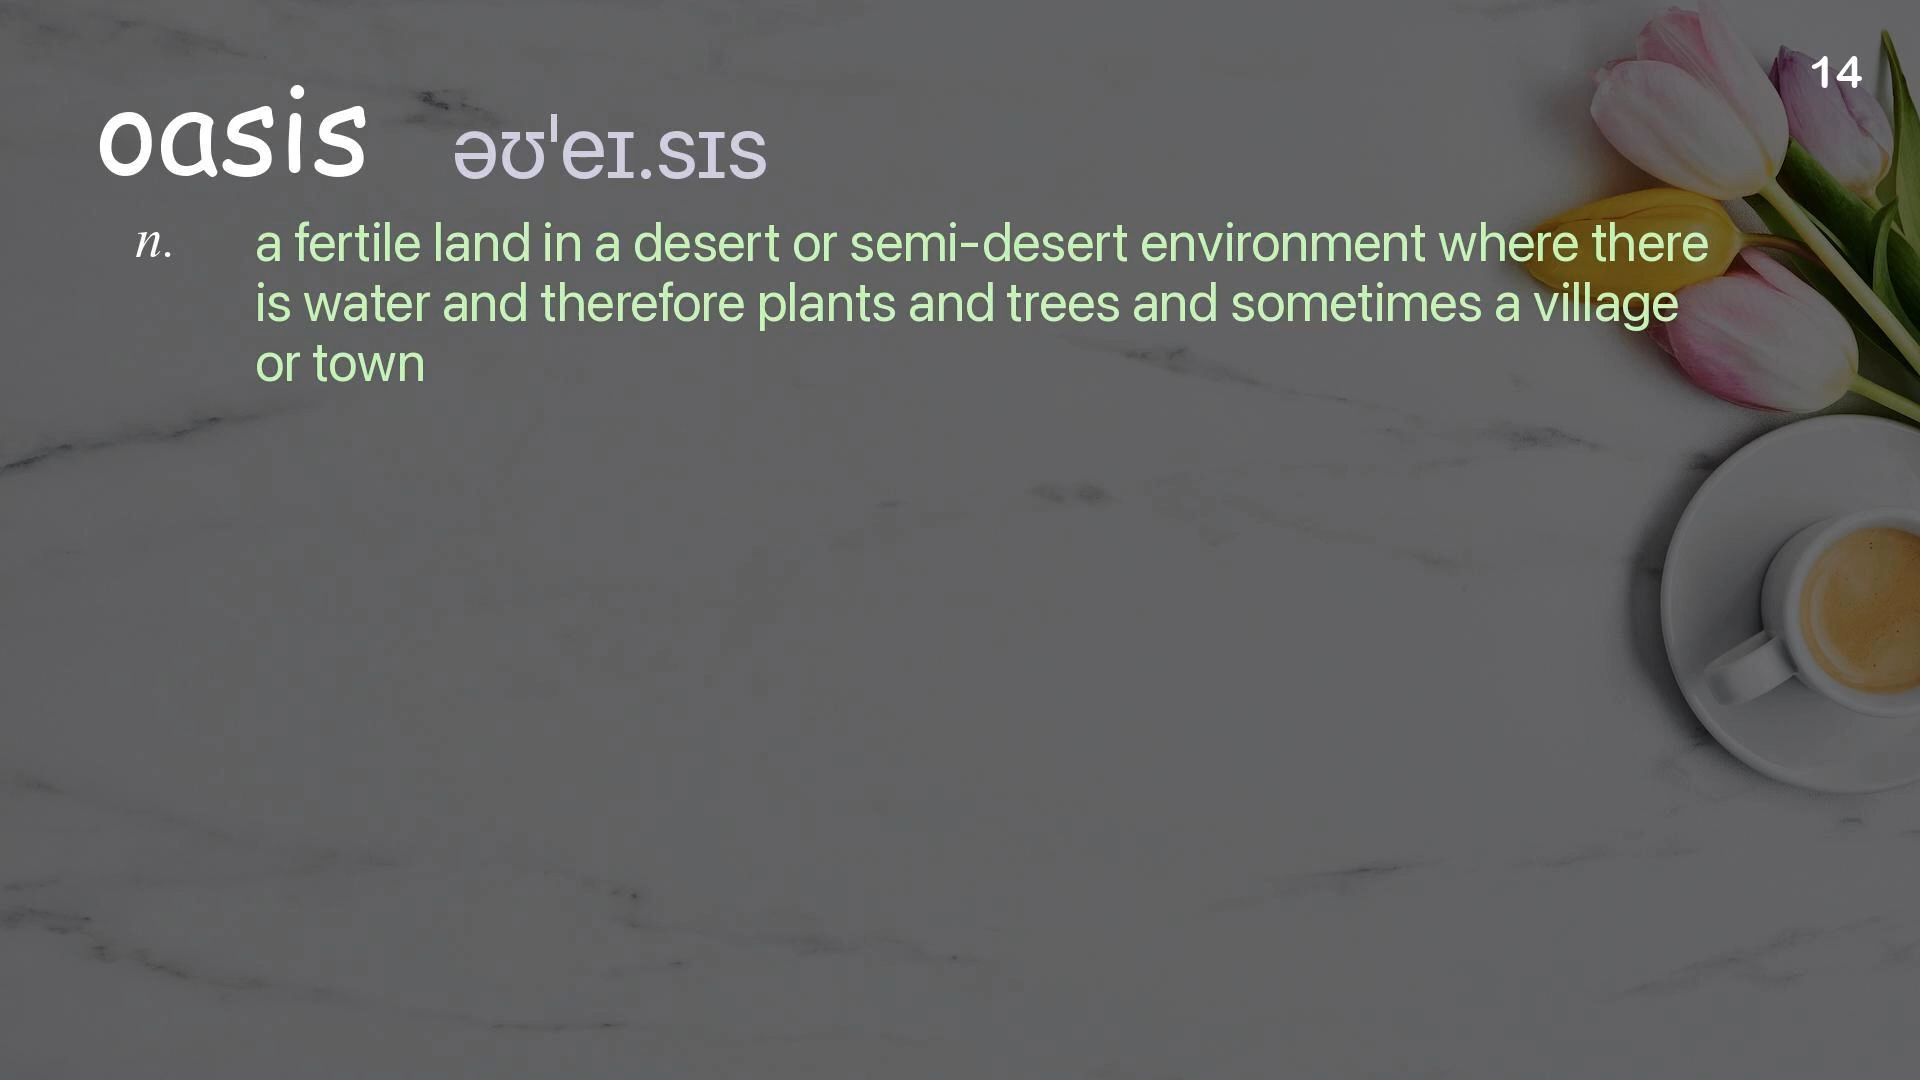 14
oasis əʊˈeɪ.sɪs
n. a fertile land in a desert or semi-desert environment where there
is water and therefore plants and trees and sometimes a village
or town